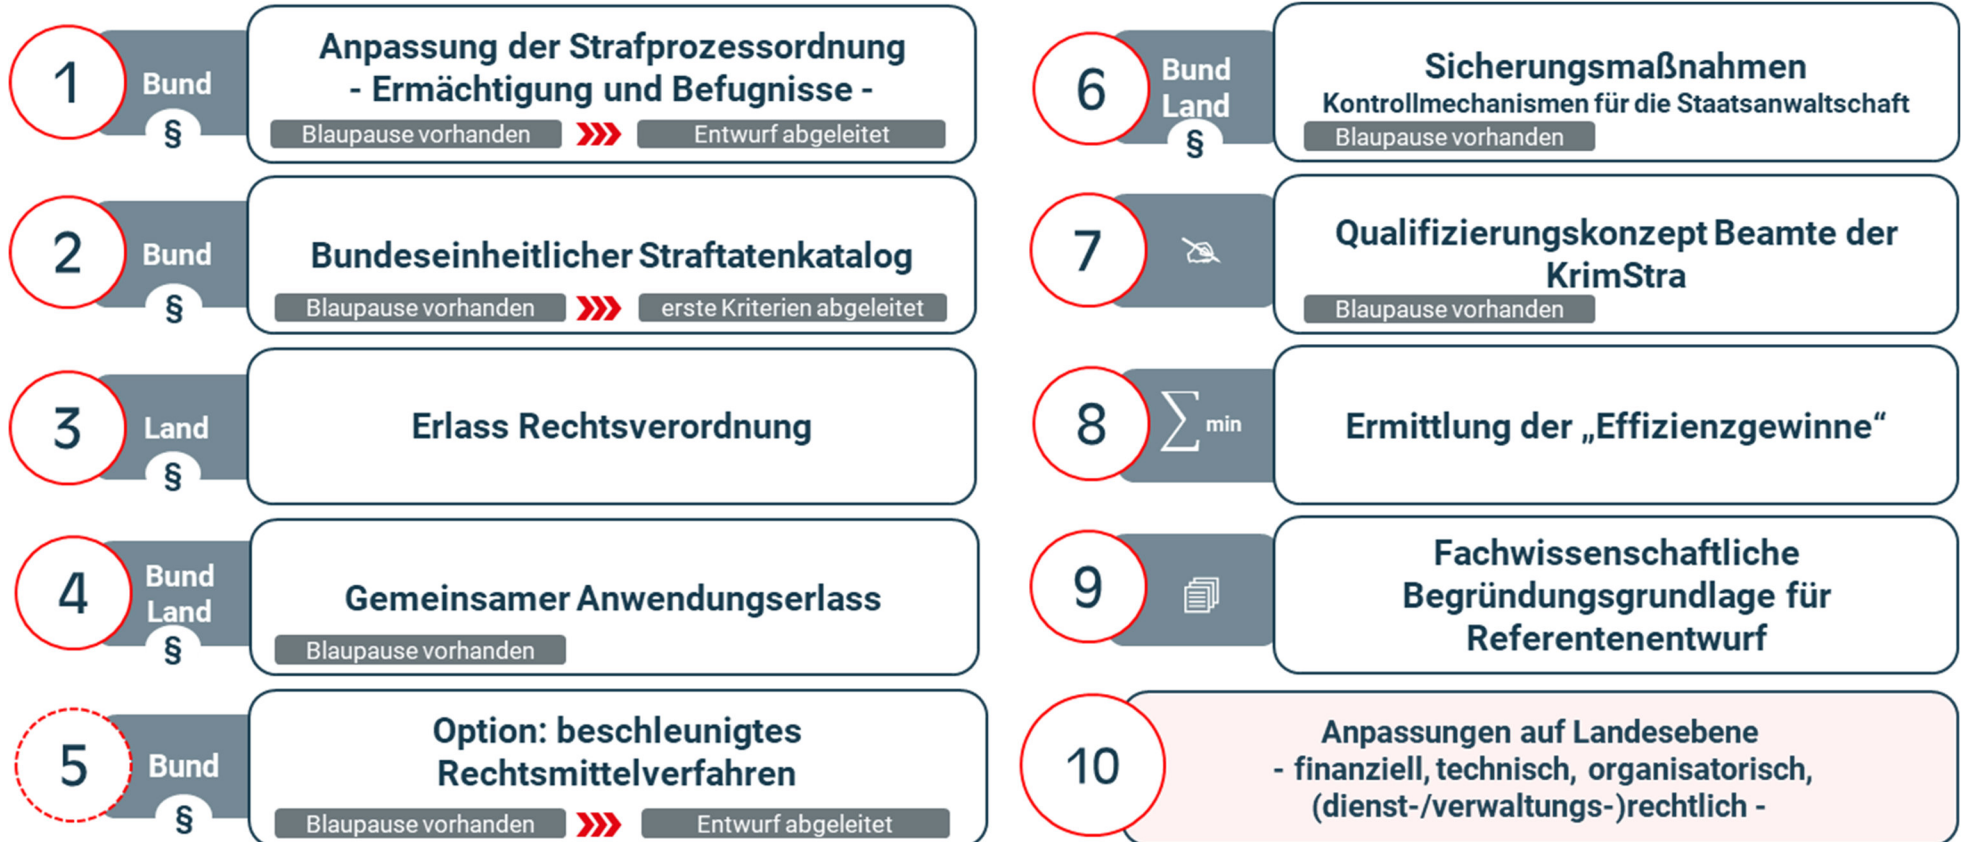 1
Bund
§
Anpassung der Strafprozessordnung
- Ermächtigung und Befugnisse -
Blaupause vorhanden
Entwurf abgeleitet
2
Bund
§
Bundeseinheitlicher Straftatenkatalog
Blaupause vorhanden
erste Kriterien abgeleitet
3
Land
§
Erlass Rechtsverordnung
4
Bund
Land
§
Gemeinsamer Anwendungserlass
Blaupause vorhanden
5
Bund
§
Option: beschleunigtes
Rechtsmittelverfahren
Blaupause vorhanden
Entwurf abgeleitet
6
Bund
Land
§
Sicherungsmaßnahmen
Kontrollmechanismen für die Staatsanwaltschaft
Blaupause vorhanden
7
Qualifizierungskonzept Beamte der
KrimStra
Blaupause vorhanden
8
∑ min
Ermittlung der „Effizienzgewinne“
9
Fachwissenschaftliche
Begründungsgrundlage für
Referentenentwurf
10
Anpassungen auf Landesebene
- finanziell, technisch, organisatorisch,
(dienst-/verwaltungs-)rechtlich -